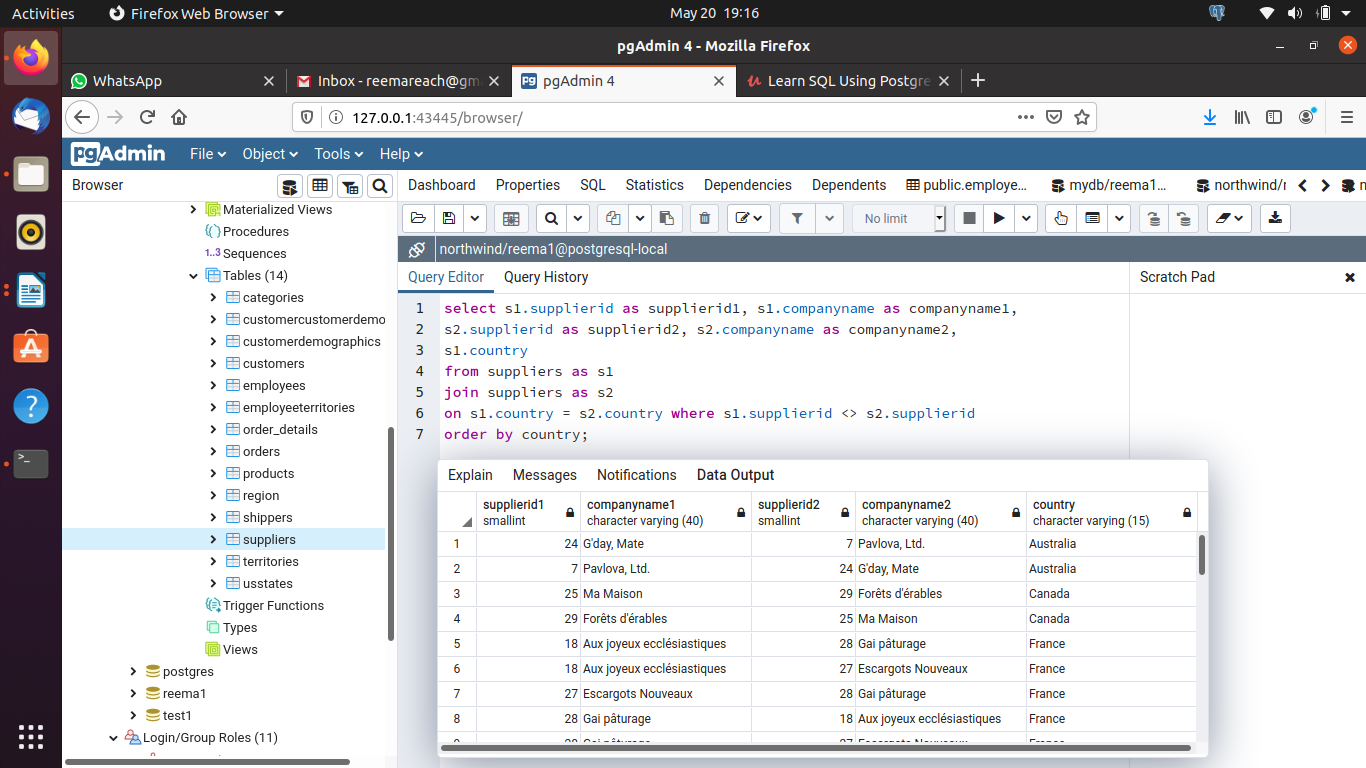 Activities
Firefox Web Browser
May 20 19:16
pgAdmin 4 - Mozilla Firefox
WhatsApp
Inbox - reemareach@gm
pgAdmin 4
Learn SQL Using Postgre
127.0.0.1:43445/browser/
pgAdmin
File
Object
Tools
Help
Browser
Dashboard
Properties
SQL
Statistics
Dependencies
Dependents
public.employe...
mydb/reema1...
northwind/r
No limit
northwind/reema1@postgresql-local
Query Editor
Query History
Scratch Pad
Materialized Views
Procedures
1..3 Sequences
Tables (14)
categories
customercustomerdemo
customerdemographics
customers
employees
employeeterritories
order_details
orders
products
region
shippers
suppliers
territories
usstates
Trigger Functions
Types
Views
postgres
reema1
test1
Login/Group Roles (11)
1 select s1.supplierid as supplierid1, s1.companyname as companyname1,
2 s2.supplierid as supplierid2, s2.companyname as companyname2,
3 s1.country
4 from suppliers as s1
5 join suppliers as s2
6 on s1.country = s2.country where s1.supplierid <> s2.supplierid
7 order by country;
Explain Messages Notifications Data Output
supplierid1 companyname1 supplierid2 companyname2 country
smallint character varying (40) smallint character varying (40) character varying (15)
1 24 G'day, Mate 7 Pavlova, Ltd. Australia
2 7 Pavlova, Ltd. 24 G'day, Mate Australia
3 25 Ma Maison 29 Forêts d'érables Canada
4 29 Forêts d'érables 25 Ma Maison Canada
5 18 Aux joyeux ecclésiastiques 28 Gai pâturage France
6 18 Aux joyeux ecclésiastiques 27 Escargots Nouveaux France
7 27 Escargots Nouveaux 28 Gai pâturage France
8 28 Gai pâturage 18 Aux joyeux ecclésiastiques France